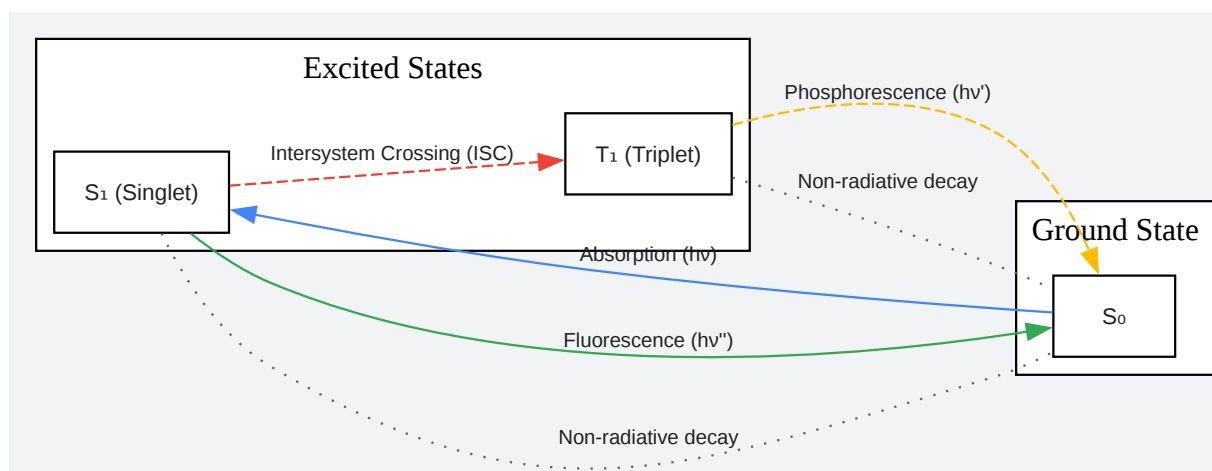 Excited States
Phosphorescence (hν')
Intersystem Crossing (ISC)
T₁ (Triplet)
S₁ (Singlet)
Non-radiative decay
Ground State
Absorption (hν)
S₀
Fluorescence (hν'')
Non-radiative decay